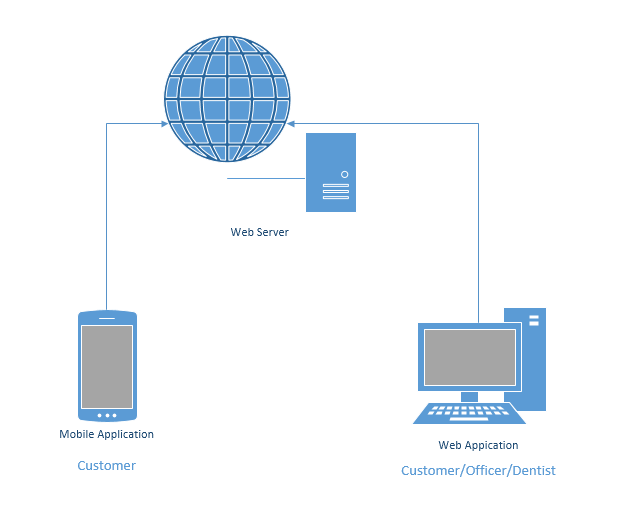 Web Server
Mobile Application
Customer
Web Appication
Customer/Officer/Dentist